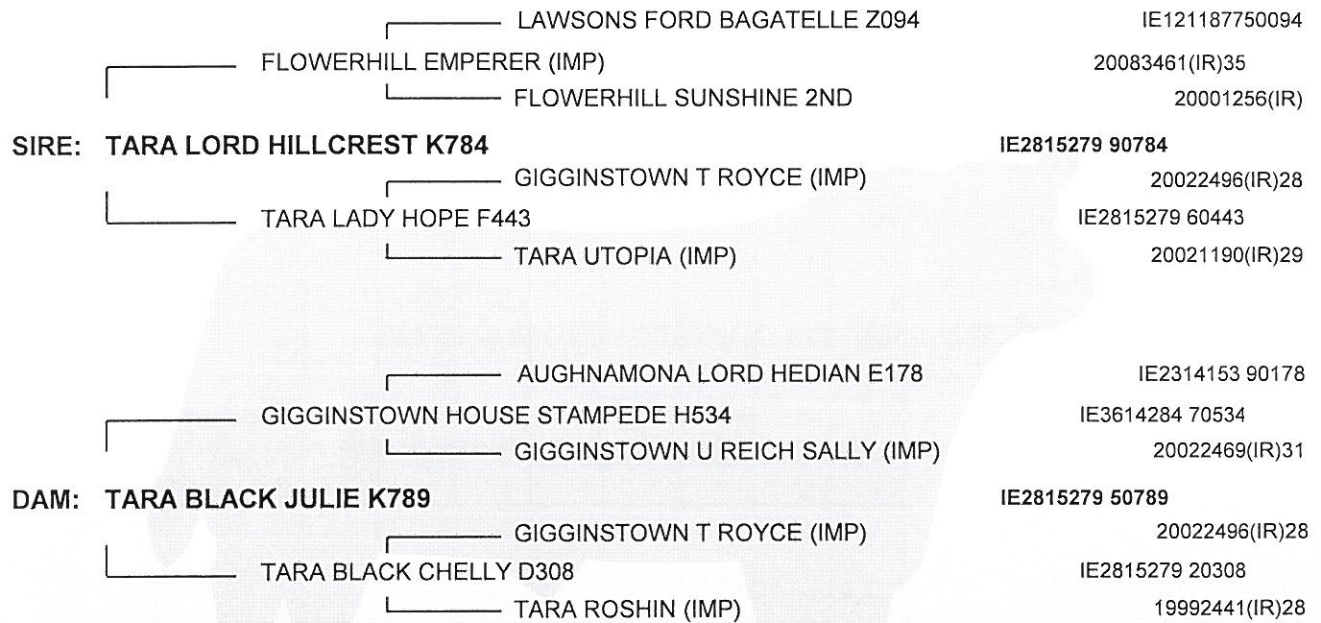 LAWSONS FORD BAGATELLE Z094 IE121187750094
FLOWERHILL EMPERER (IMP) 20083461(IR)35
FLOWERHILL SUNSHINE 2ND 20001256(IR)
SIRE: TARA LORD HILLCREST K784 IE2815279 90784
GIGGINSTOWN T ROYCE (IMP) 20022496(IR)28
TARA LADY HOPE F443 IE2815279 60443
TARA UTOPIA (IMP) 20021190(IR)29
AUGHNAMONA LORD HEDIAN E178 IE2314153 90178
GIGGINSTOWN HOUSE STAMPEDE H534 IE3614284 70534
GIGGINSTOWN U REICH SALLY (IMP) 20022469(IR)31
DAM: TARA BLACK JULIE K789 IE2815279 50789
GIGGINSTOWN T ROYCE (IMP) 20022496(IR)28
TARA BLACK CHELLY D308 IE2815279 20308
TARA ROSHIN (IMP) 19992441(IR)28